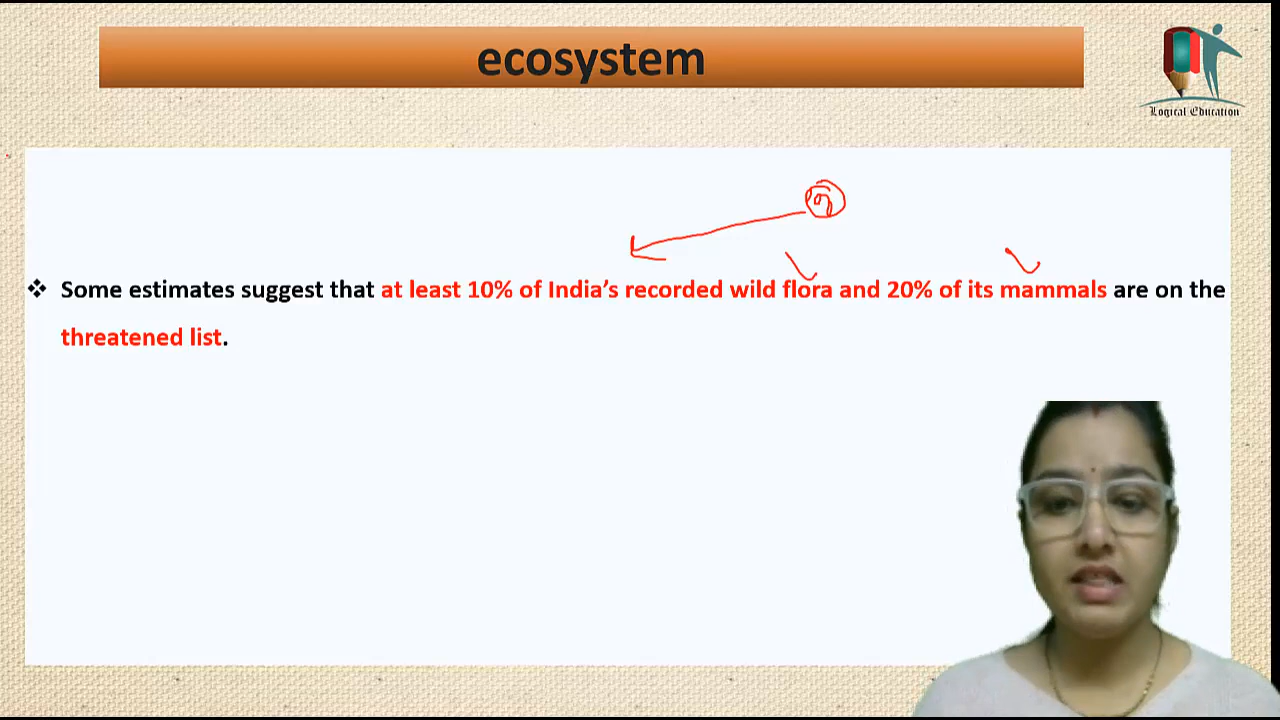 ecosystem
Logical Education
❖ Some estimates suggest that at least 10% of India’s recorded wild flora and 20% of its mammals are on the
threatened list.